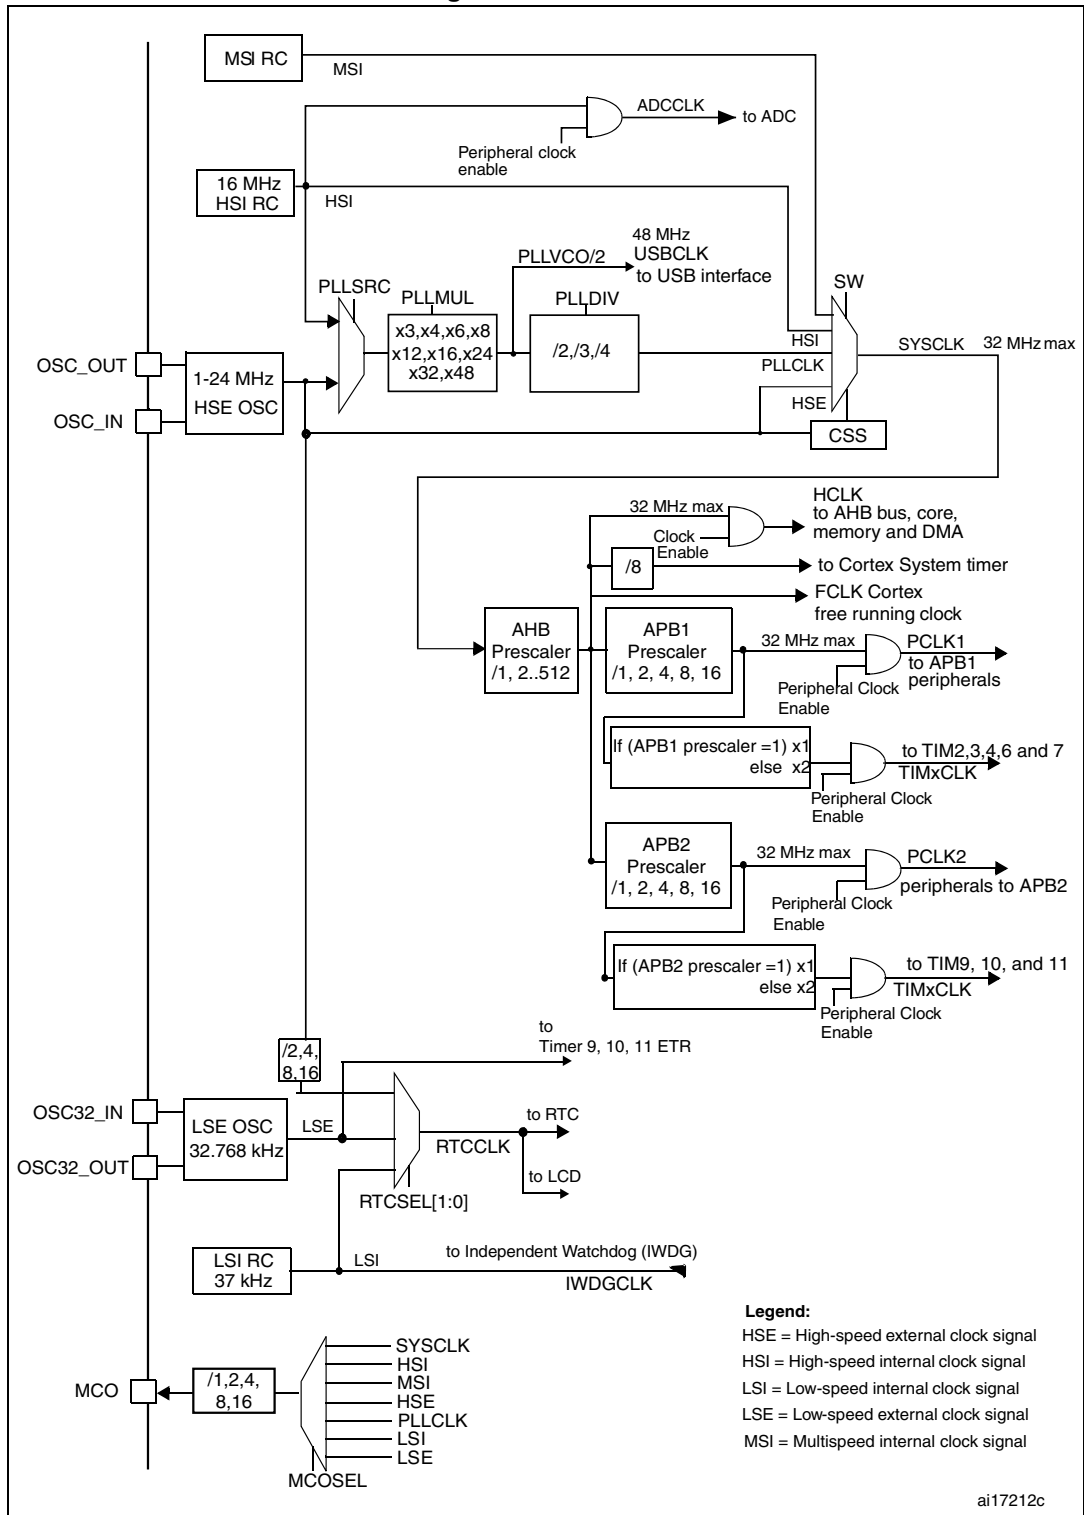 MSI RC
MSI
ADCCLK
to ADC
Peripheral clock
enable
16 MHz
HSI RC
HSI
48 MHz
USBCLK
PLLVCO/2
to USB interface
PLLSRC
PLLMUL
PLLDIV
SW
x3,x4,x6,x8
x12,x16,x24
x32,x48
/2,/3,/4
HSI
PLLCLK
HSE
SYSCLK
32 MHz max
OSC_OUT
OSC_IN
1-24 MHz
HSE OSC
CSS
32 MHz max
Clock
Enable
HCLK
to AHB bus, core,
memory and DMA
/8
to Cortex System timer
FCLK Cortex
free running clock
AHB
Prescaler
/1, 2..512
APB1
Prescaler
/1, 2, 4, 8, 16
32 MHz max
PCLK1
to APB1
peripherals
Peripheral Clock
Enable
If (APB1 prescaler =1) x1
else x2
to TIM2,3,4,6 and 7
TIMxCLK
Peripheral Clock
Enable
APB2
Prescaler
/1, 2, 4, 8, 16
32 MHz max
PCLK2
peripherals to APB2
Peripheral Clock
Enable
If (APB2 prescaler =1) x1
else x2
to TIM9, 10, and 11
TIMxCLK
Peripheral Clock
Enable
/2,4,
8,16
to
Timer 9, 10, 11 ETR
OSC32_IN
OSC32_OUT
LSE OSC
32.768 kHz
LSE
to RTC
RTCCLK
to LCD
RTCSEL[1:0]
LSI RC
37 kHz
LSI
to Independent Watchdog (IWDG)
IWDGCLK
MCO
/1,2,4,
8,16
SYSCLK
HSI
MSI
HSE
PLLCLK
LSI
LSE
MCOSEL
Legend:
HSE = High-speed external clock signal
HSI = High-speed internal clock signal
LSI = Low-speed internal clock signal
LSE = Low-speed external clock signal
MSI = Multispeed internal clock signal
ai17212c